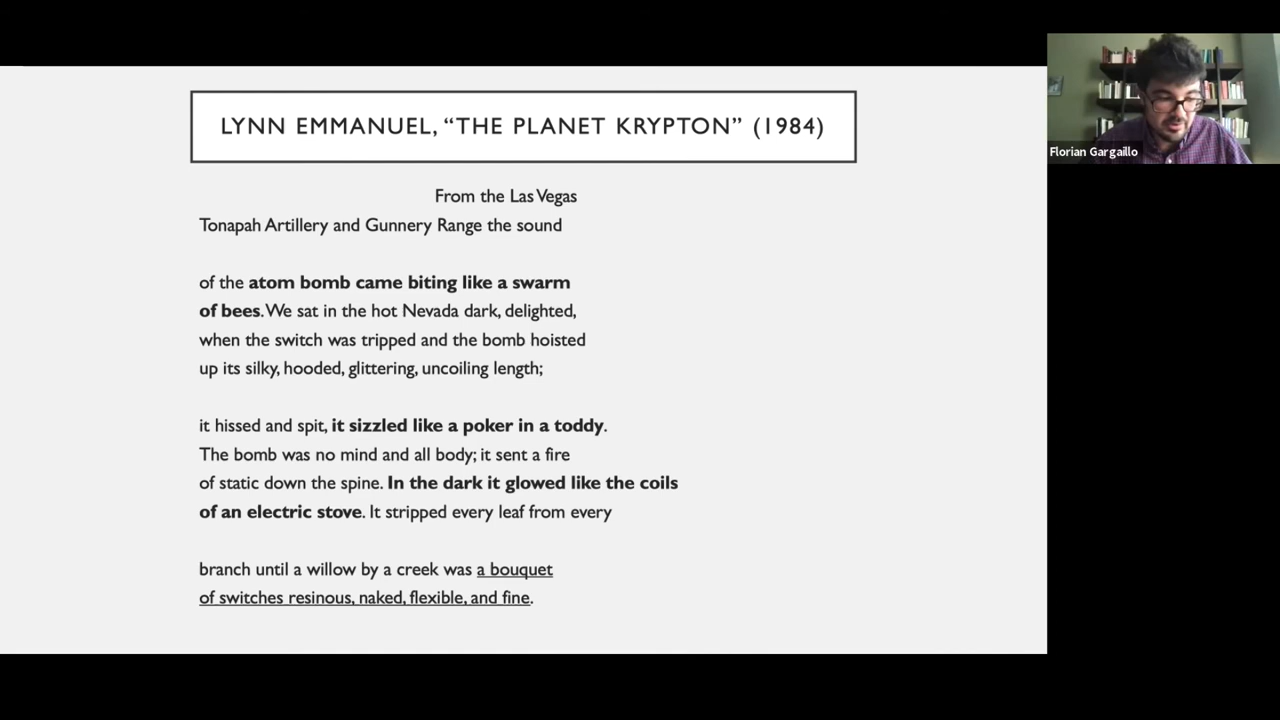 LYNN EMMANUEL, “THE PLANET KRYPTON” (1984)
From the Las Vegas
Tonapah Artillery and Gunnery Range the sound
of the atom bomb came biting like a swarm
of bees. We sat in the hot Nevada dark, delighted,
when the switch was tripped and the bomb hoisted
up its silky, hooded, glittering, uncoiling length;
it hissed and spit, it sizzled like a poker in a toddy.
The bomb was no mind and all body; it sent a fire
of static down the spine. In the dark it glowed like the coils
of an electric stove. It stripped every leaf from every
branch until a willow by a creek was a bouquet
of switches resinous, naked, flexible, and fine.
Florian Gargaillo